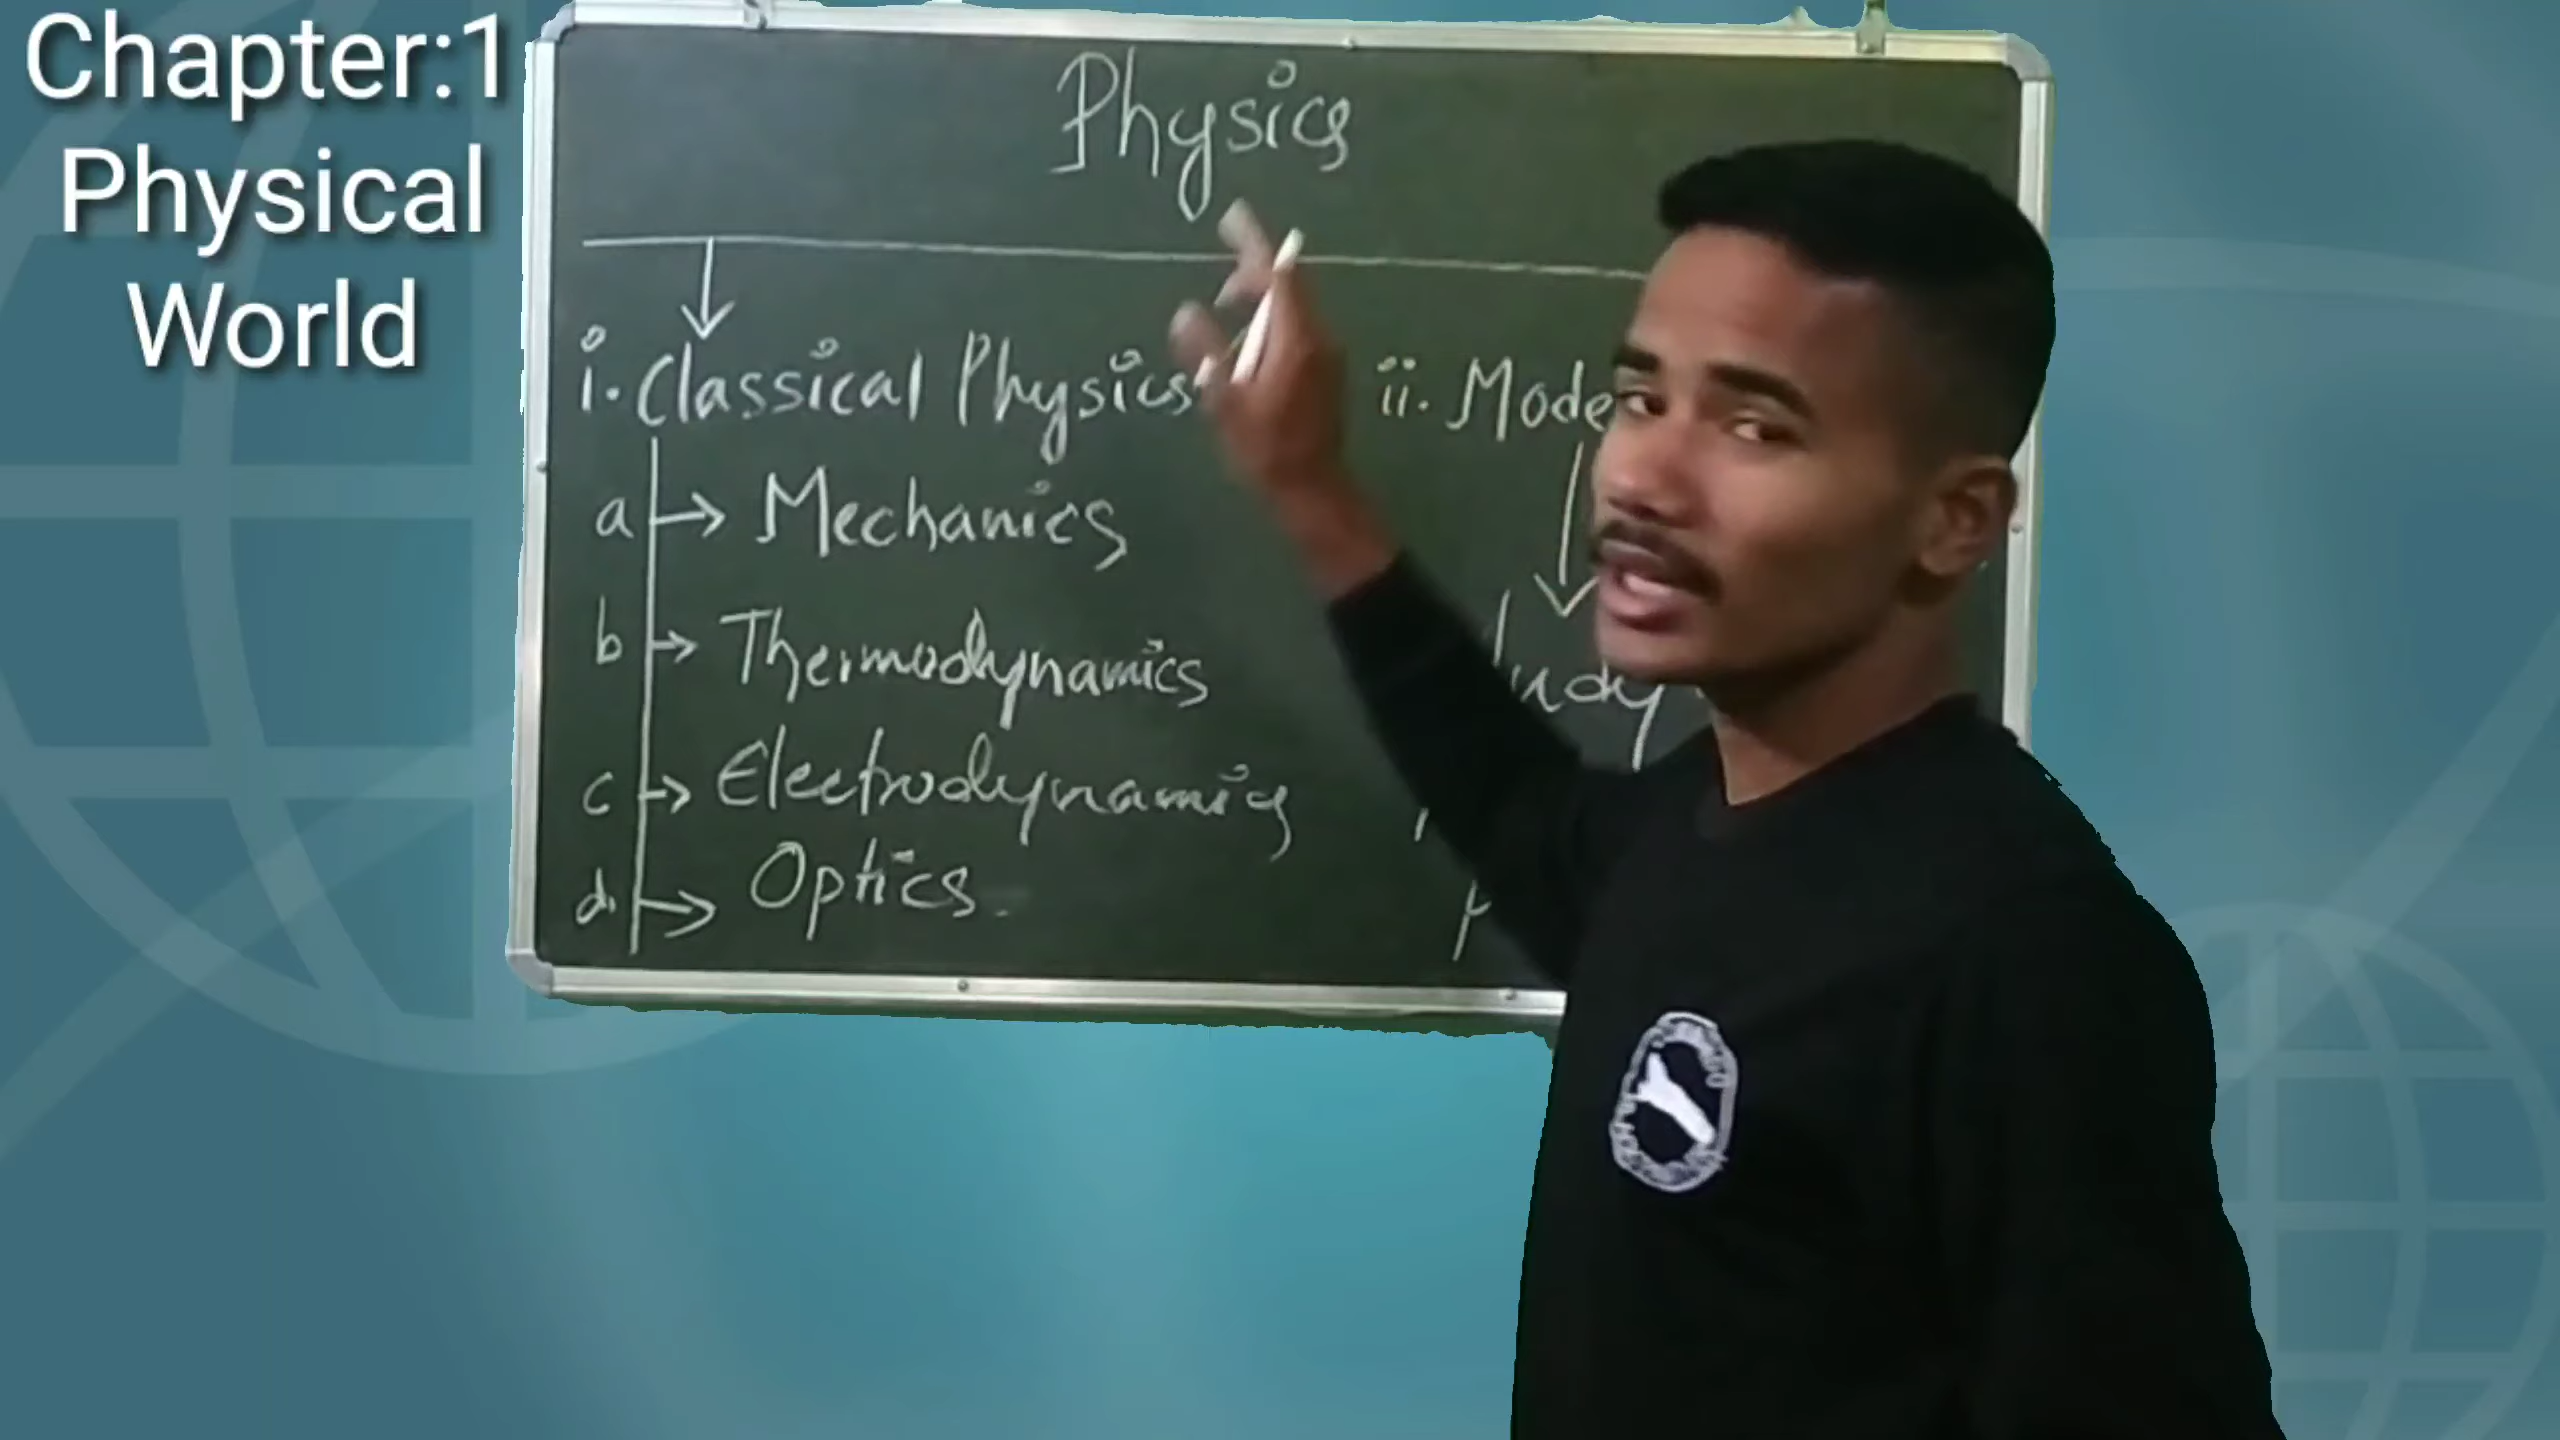 Chapter:1
Physical
World
Physics
i. Classical Physics
ii. Mode
a → Mechanics
b → Thermodynamics
c → Electrodynamics
d. → Optics